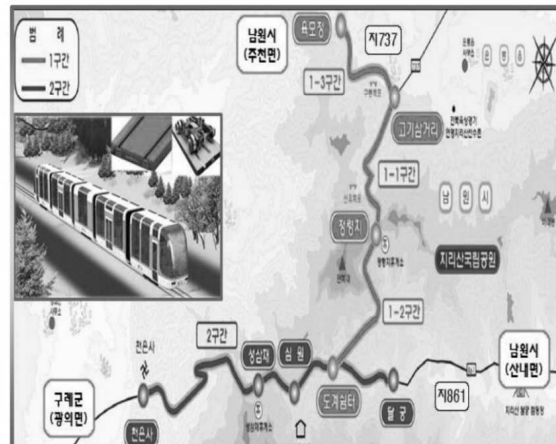 범 례
1구간
2구간
남원시
(주천면)
육모정
지737
1-3구간
고기삼거리
1-1구간
남 원 시
정령치
지리산국립공원
1-2구간
2구간
천은사
성삼재
심원
남원시
(산내면)
구례군
(광의면)
천은사
도계쉼터
달궁
지861